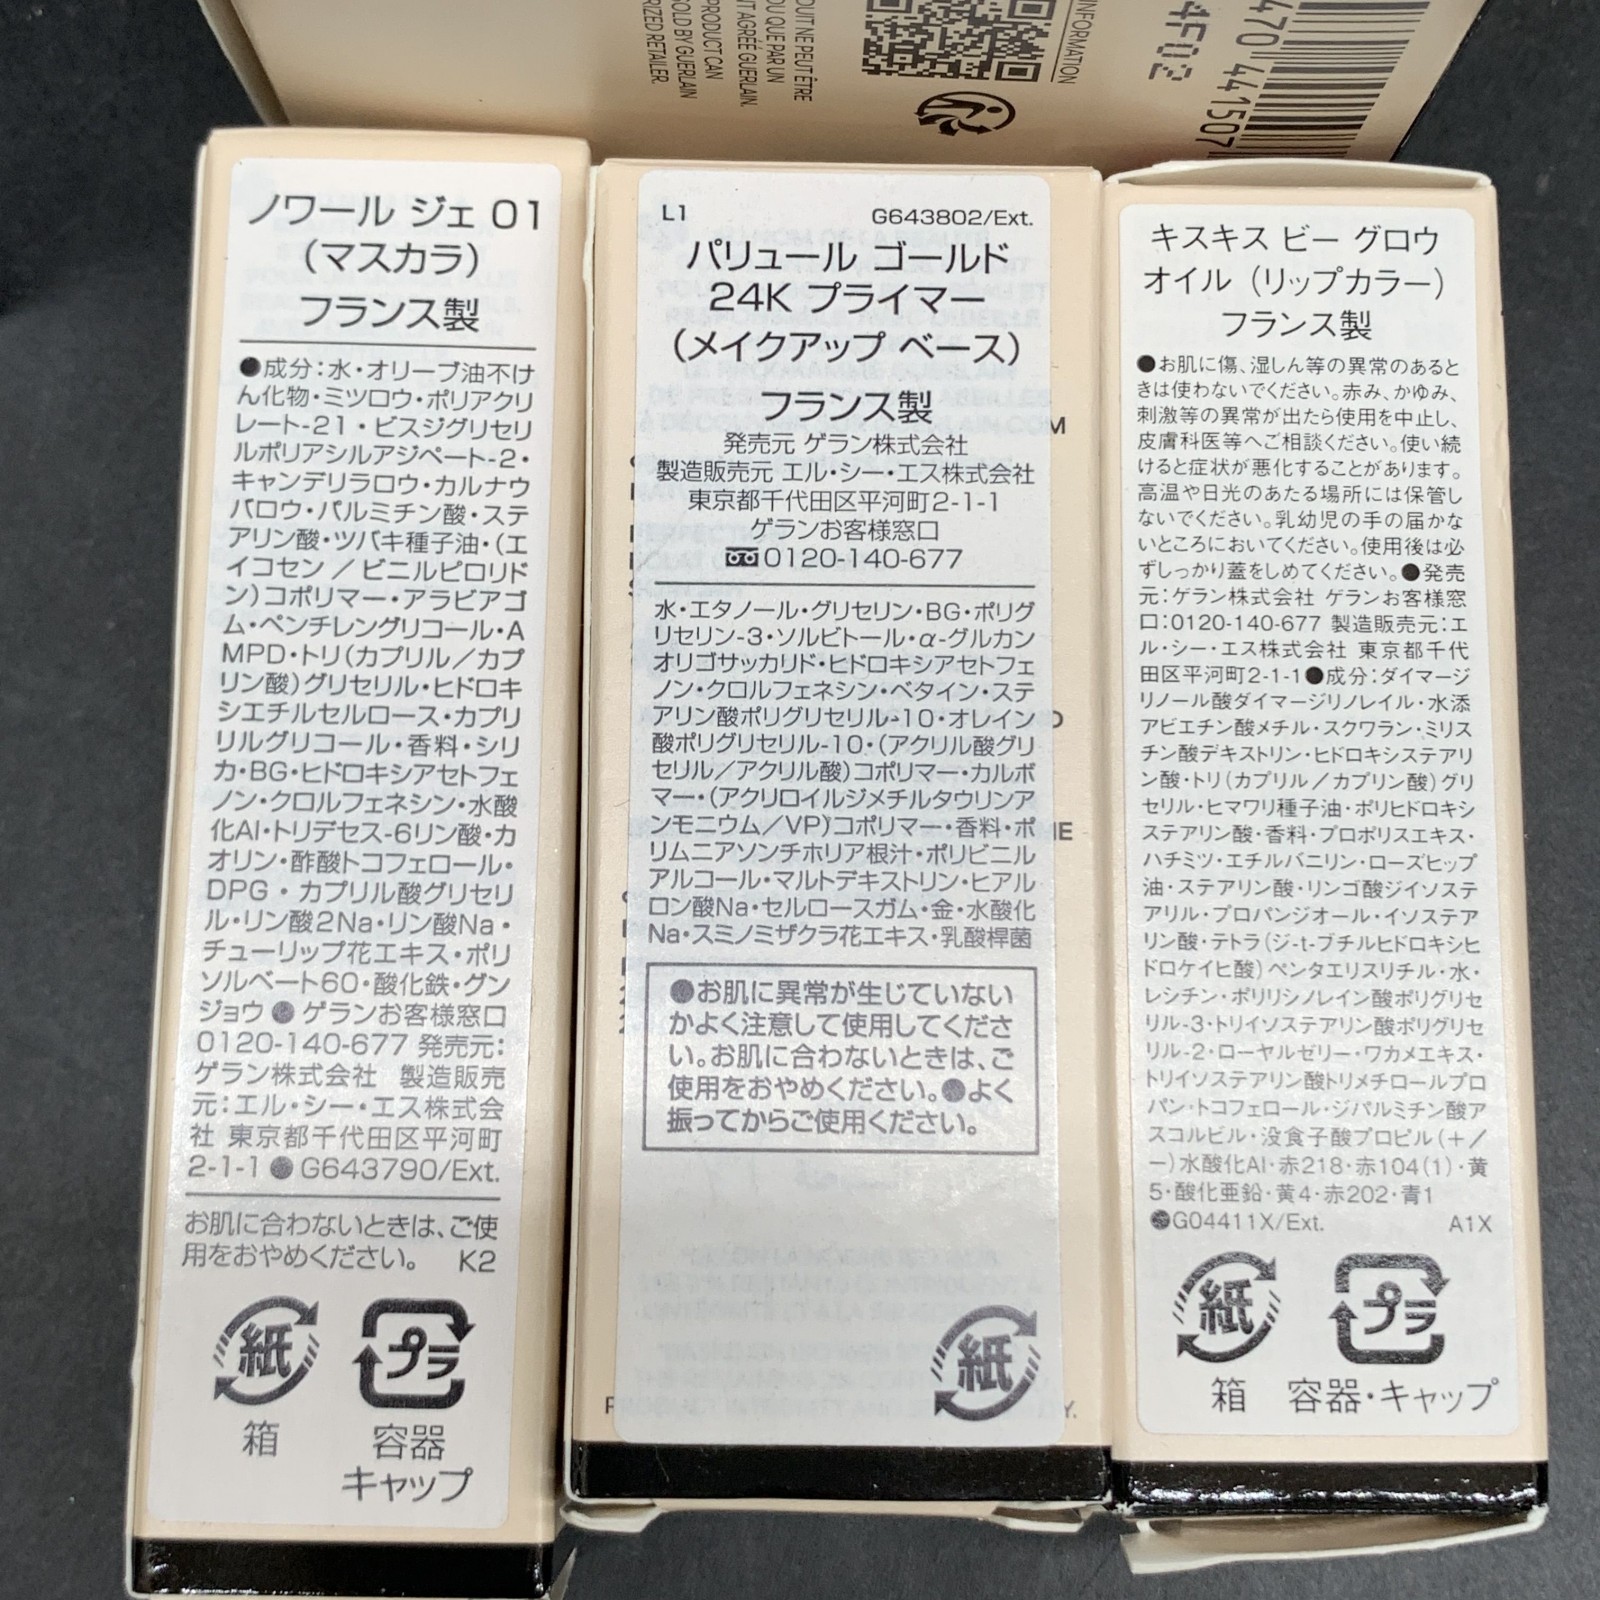 DUIT NE PEUT ÊTRE
DU QUE PAR UN
NT AGRÉÉ GUERLAIN.
PRODUCT CAN
SOLD BY GUERLAIN
RIZED RETAILER.
INFORMATION
4F02
470 441507
ノワール ジェ 01
(マスカラ)
フランス製
●成分:水・オリーブ油不け
ん化物・ミツロウ・ポリアクリ
レート-21・ビスジグリセリ
ルポリアシルアジペート-2・
キャンデリラロウ・カルナウ
バロウ・パルミチン酸・ステ
アリン酸・ツバキ種子油・(エ
イコセン/ビニルピロリド
ン)コポリマー・アラビアゴ
ム・ペンチレングリコール・A
MPD・トリ(カプリル/カプ
リン酸)グリセリル・ヒドロキ
シエチルセルロース・カプリ
リルグリコール・香料・シリ
カ・BG・ヒドロキシアセトフェ
ノン・クロルフェネシン・水酸
化Al・トリデセス-6リン酸・カ
オリン・酢酸トコフェロール・
DPG・カプリル酸グリセリ
ル・リン酸2Na・リン酸Na・
チューリップ花エキス・ポリ
ソルベート60・酸化鉄・グン
ジョウ●ゲランお客様窓口
0120-140-677 発売元:
ゲラン株式会社 製造販売
元:エル・シー・エス株式会
社 東京都千代田区平河町
2-1-1●G643790/Ext.
お肌に合わないときは、ご使
用をおやめください。 K2
紙
プラ
箱
容器
キャップ
L1 G643802/Ext.
パリュール ゴールド
24K プライマー
(メイクアップ ベース)
フランス製
発売元 ゲラン株式会社
製造販売元 エル・シー・エス株式会社
東京都千代田区平河町2-1-1
ゲランお客様窓口
0120-140-677
水・エタノール・グリセリン・BG・ポリグ
リセリン-3・ソルビトール・α-グルカン
オリゴサッカリド・ヒドロキシアセトフェ
ノン・クロルフェネシン・ベタイン・ステ
アリン酸ポリグリセリル-10・オレイン
酸ポリグリセリル-10・(アクリル酸グリ
セリル/アクリル酸)コポリマー・カルボ
マー・(アクリロイルジメチルタウリンア
ンモニウム/VP)コポリマー・香料・ポ
リムニアソンチホリア根汁・ポリビニル
アルコール・マルトデキストリン・ヒアル
ロン酸Na・セルロースガム・金・水酸化
Na・スミノミザクラ花エキス・乳酸桿菌
●お肌に異常が生じていない
かよく注意して使用してくださ
い。お肌に合わないときは、ご
使用をおやめください。●よく
振ってからご使用ください。
紙
キスキス ビー グロウ
オイル (リップカラー)
フランス製
●お肌に傷、湿しん等の異常のあると
きは使わないでください。赤み、かゆみ、
刺激等の異常が出たら使用を中止し、
皮膚科医等へご相談ください。使い続
けると症状が悪化することがあります。
高温や日光のあたる場所には保管し
ないでください。乳幼児の手の届かな
いところにおいてください。使用後は必
ずしっかり蓋をしめてください。●発売
元:ゲラン株式会社 ゲランお客様窓
口:0120-140-677 製造販売元:エ
ル・シー・エス株式会社 東京都千代
田区平河町2-1-1●成分:ダイマージ
リノール酸ダイマージリノレイル・水添
アビエチン酸メチル・スクワラン・ミリス
チン酸デキストリン・ヒドロキシステアリ
ン酸・トリ(カプリル/カプリン酸)グリ
セリル・ヒマワリ種子油・ポリヒドロキシ
ステアリン酸・香料・プロポリスエキス・
ハチミツ・エチルバニリン・ローズヒップ
油・ステアリン酸・リンゴ酸ジイソステ
アリル・プロパンジオール・イソステア
リン酸・テトラ(ジ-t-ブチルヒドロキシヒ
ドロケイヒ酸)ペンタエリスリチル・水・
レシチン・ポリリシノレイン酸ポリグリセ
リル-3・トリイソステアリン酸ポリグリセ
リル-2・ローヤルゼリー・ワカメエキス・
トリイソステアリン酸トリメチロールプロ
パン・トコフェロール・ジパルミチン酸ア
スコルビル・没食子酸プロピル(+/
−)水酸化Al・赤218・赤104(1)・黄
5・酸化亜鉛・黄4・赤202・青1
●G04411X/Ext. A1X
紙
プラ
箱 容器・キャップ